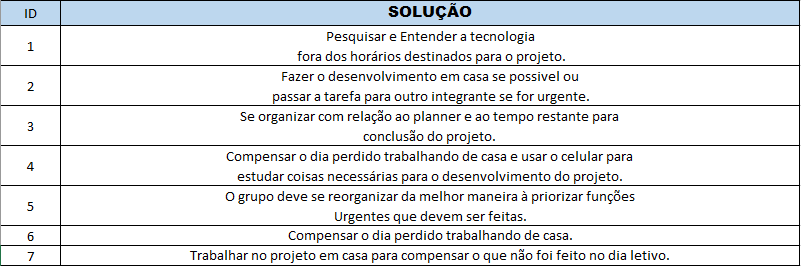 ID SOLUÇÃO
1 Pesquisar e Entender a tecnologia
fora dos horários destinados para o projeto.
2 Fazer o desenvolvimento em casa se possivel ou
passar a tarefa para outro integrante se for urgente.
3 Se organizar com relação ao planner e ao tempo restante para
conclusão do projeto.
4 Compensar o dia perdido trabalhando de casa e usar o celular para
estudar coisas necessárias para o desenvolvimento do projeto.
5 O grupo deve se reorganizar da melhor maneira à priorizar funções
Urgentes que devem ser feitas.
6 Compensar o dia perdido trabalhando de casa.
7 Trabalhar no projeto em casa para compensar o que não foi feito no dia letivo.